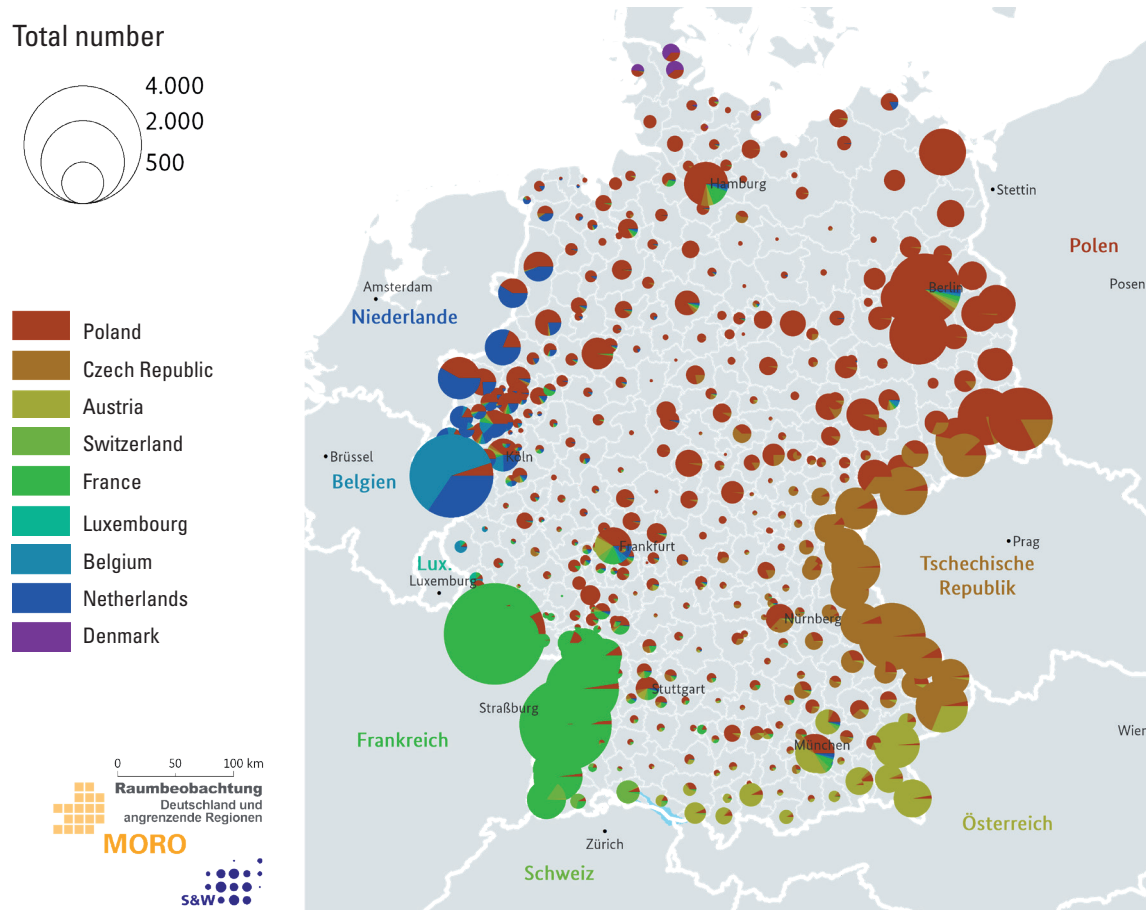 Total number
4.000
2.000
500
Poland
Czech Republic
Austria
Switzerland
France
Luxembourg
Belgium
Netherlands
Denmark
0 50 100 km
Raumbeobachtung
Deutschland und
angrenzende Regionen
MORO
S&W
Hamburg
Stettin
Polen
Posen
Berlin
Amsterdam
Niederlande
Brüssel
Belgien
Köln
Frankfurt
Lux.
Luxemburg
Prag
Tschechische
Republik
Nürnberg
Stuttgart
Straßburg
Frankreich
München
Wien
Österreich
Zürich
Schweiz